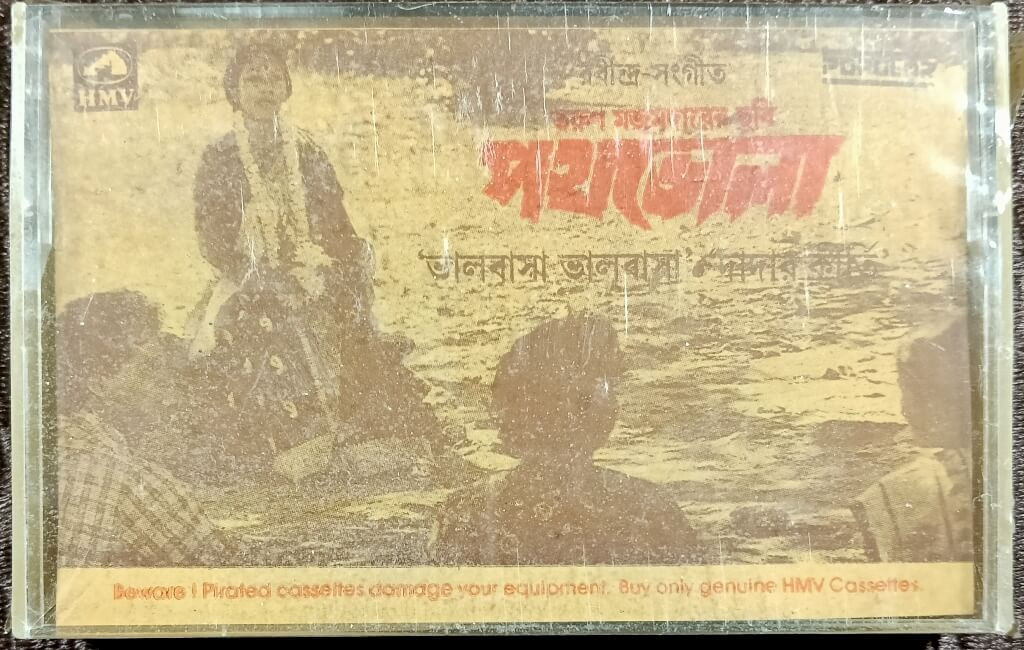 HMV
রবীন্দ্র-সংগীত
তরুণ মজুমদারের ছবি
পথভোলা
'ভালবাসা ভালবাসা' 'দাদার কীর্তি'
Beware ! Pirated cassettes damage your equipment. Buy only genuine HMV Cassettes.